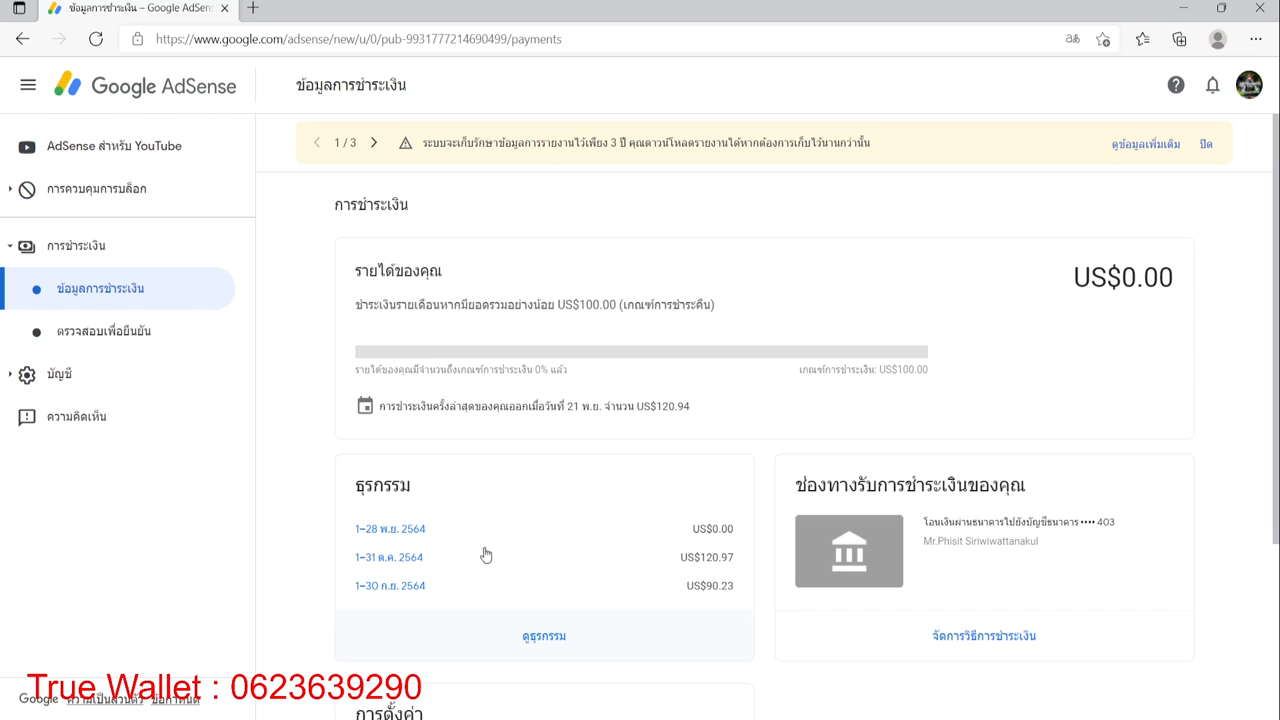 ข้อมูลการชำระเงิน – Google AdSen
https://www.google.com/adsense/new/u/0/pub-9931777214690499/payments
Google AdSense
ข้อมูลการชำระเงิน
AdSense สำหรับ YouTube
1 / 3
ระบบจะเก็บรักษาข้อมูลการรายงานไว้เพียง 3 ปี คุณดาวน์โหลดรายงานได้หากต้องการเก็บไว้นานกว่านั้น
ดูข้อมูลเพิ่มเติม
ปิด
การควบคุมการบล็อก
การชำระเงิน
ข้อมูลการชำระเงิน
ตรวจสอบเพื่อยืนยัน
บัญชี
ความคิดเห็น
การชำระเงิน
รายได้ของคุณ
US$0.00
ชำระเงินรายเดือนหากมียอดรวมอย่างน้อย US$100.00 (เกณฑ์การชำระคืน)
รายได้ของคุณมีจำนวนถึงเกณฑ์การชำระเงิน 0% แล้ว
เกณฑ์การชำระเงิน: US$100.00
การชำระเงินครั้งล่าสุดของคุณออกเมื่อวันที่ 21 พ.ย. จำนวน US$120.94
ธุรกรรม
1–28 พ.ย. 2564 US$0.00
1–31 ต.ค. 2564 US$120.97
1–30 ก.ย. 2564 US$90.23
ดูธุรกรรม
ช่องทางรับการชำระเงินของคุณ
โอนเงินผ่านธนาคารไปยังบัญชีธนาคาร •••• 403
Mr.Phisit Siriwiwattanakul
จัดการวิธีการชำระเงิน
True Wallet : 0623639290
Google ความเป็นส่วนตัว ข้อกำหนด
การตั้งค่า